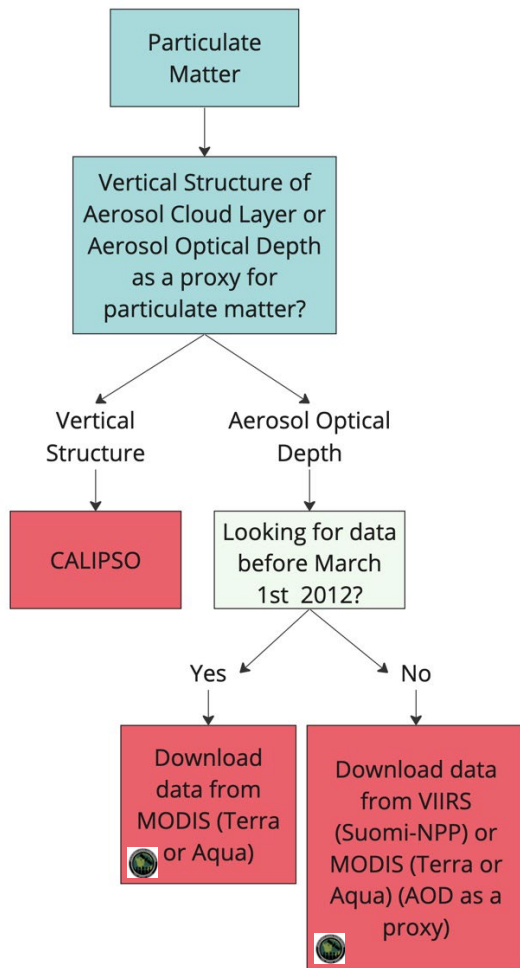 Particulate
Matter
Vertical Structure of
Aerosol Cloud Layer or
Aerosol Optical Depth
as a proxy for
particulate matter?
Vertical
Structure
Aerosol Optical
Depth
CALIPSO
Looking for data
before March
1st 2012?
Yes
No
Download
data from
MODIS (Terra
or Aqua)
Download data
from VIIRS
(Suomi-NPP) or
MODIS (Terra or
Aqua) (AOD as a
proxy)